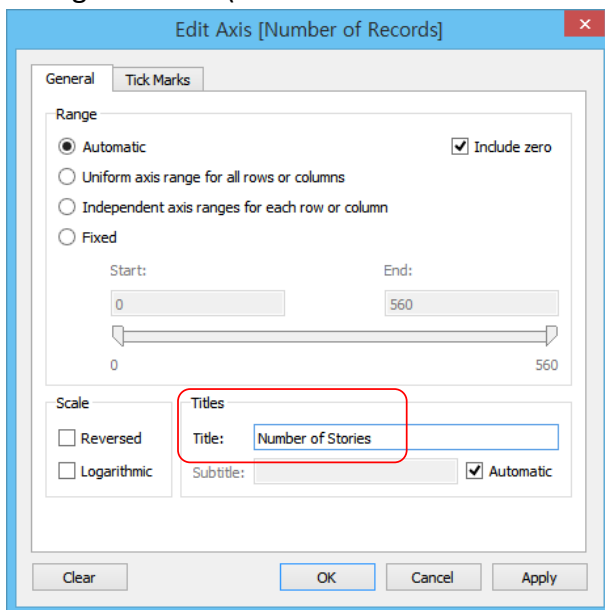 Edit Axis [Number of Records]
General Tick Marks
Range
Automatic Include zero
Uniform axis range for all rows or columns
Independent axis ranges for each row or column
Fixed
Start: End:
0 560
0 560
Scale Titles
Reversed Title: Number of Stories
Logarithmic Subtitle: Automatic
Clear OK Cancel Apply